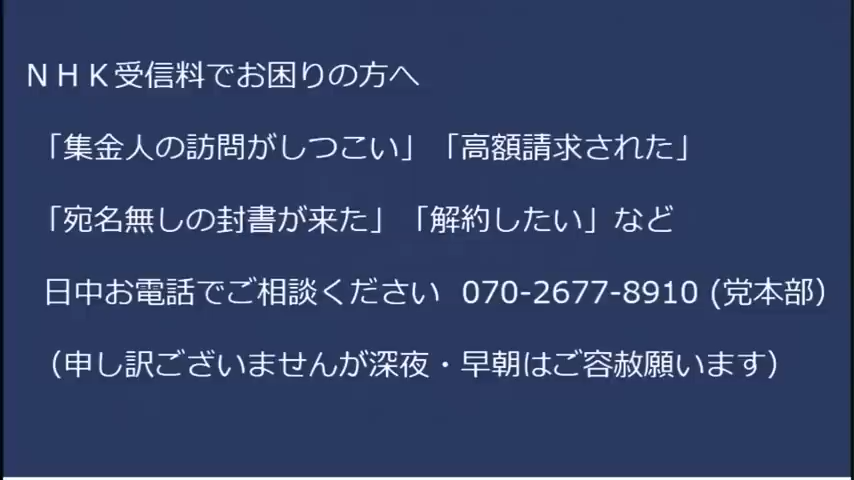 ＮＨＫ受信料でお困りの方へ
「集金人の訪問がしつこい」「高額請求された」
「宛名無しの封書が来た」「解約したい」など
日中お電話でご相談ください 070-2677-8910 (党本部）
（申し訳ございませんが深夜・早朝はご容赦願います）